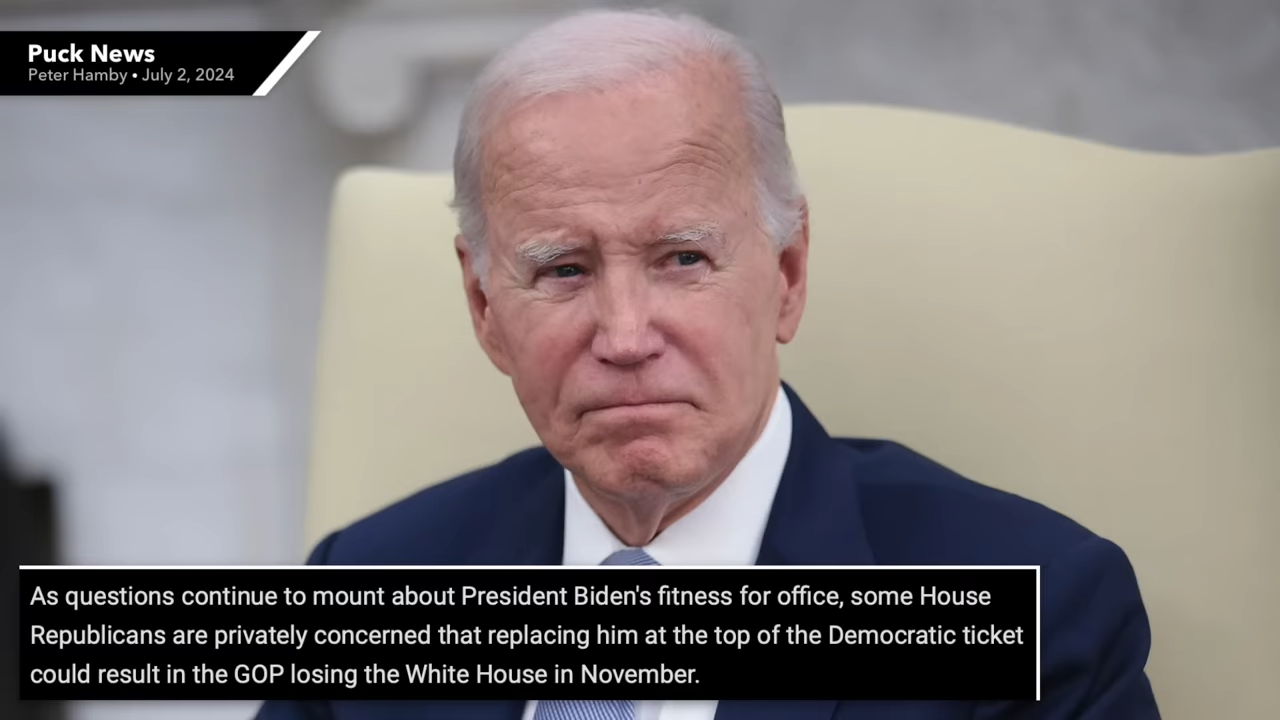 Puck News
Peter Hamby • July 2, 2024
As questions continue to mount about President Biden's fitness for office, some House
Republicans are privately concerned that replacing him at the top of the Democratic ticket
could result in the GOP losing the White House in November.